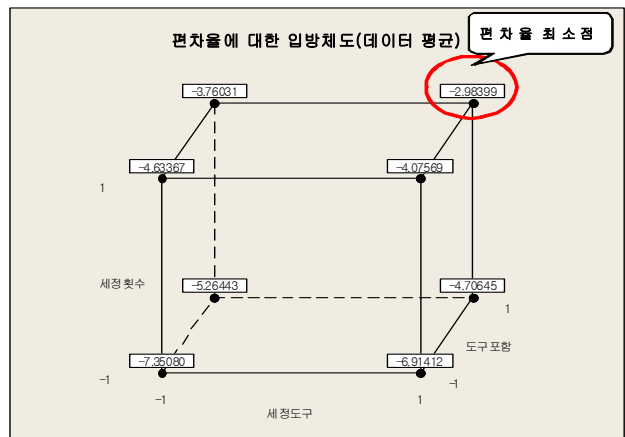 편차율에 대한 입방체도(데이터 평균)
편차율 최소점
-3.76031
-2.98399
-4.63367
-4.07569
1
세정횟수
-5.26443
-4.70645
1
도구포함
-7.35080
-6.91412
-1
-1
-1
1
세정도구